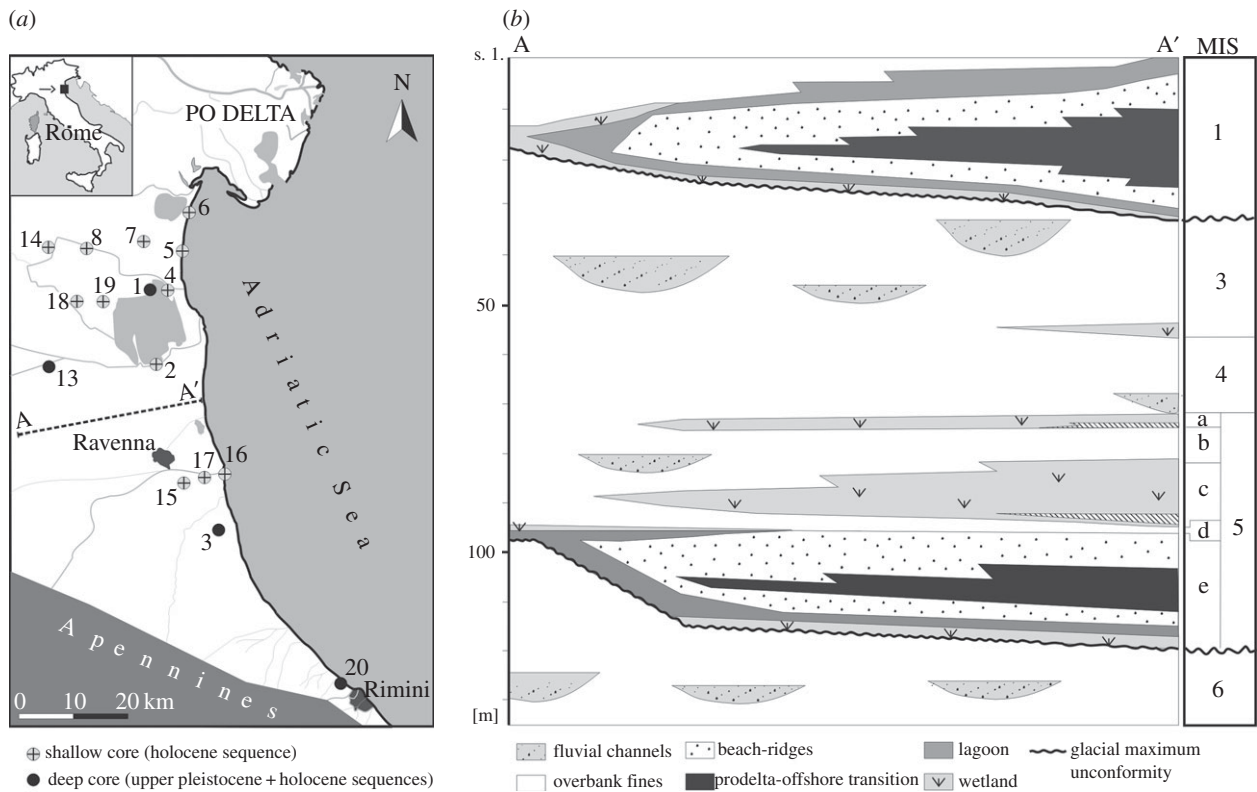 (a)
(b)
N
PO DELTA
Rome
6
14
8
7
5
18
19
1
4
2
13
A
A′
Ravenna
17
16
15
3
20
Rimini
Adriatic Sea
Apennines
0 10 20 km
shallow core (holocene sequence)
deep core (upper pleistocene + holocene sequences)
A
A′
MIS
s. l.
50
100
[m]
1
3
4
a
b
c
d
e
5
6
fluvial channels
beach-ridges
lagoon
glacial maximum
unconformity
overbank fines
prodelta-offshore transition
wetland